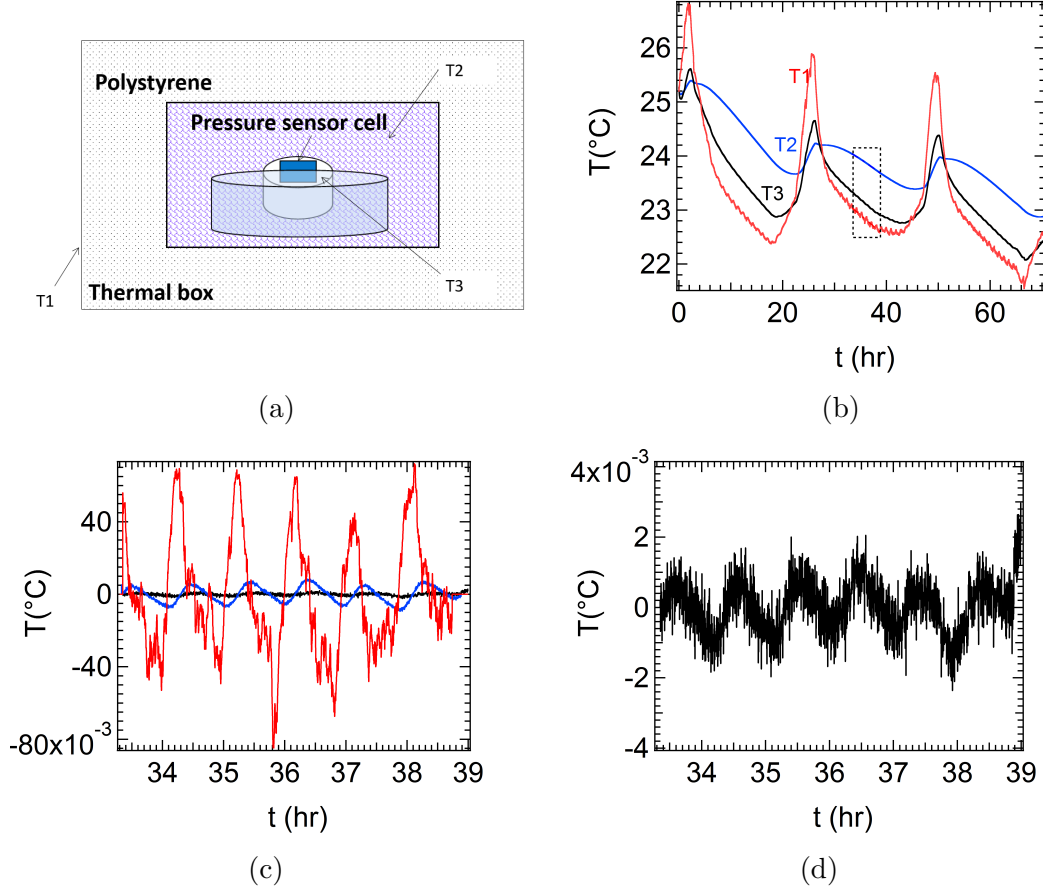 Polystyrene
T2
Pressure sensor cell
T1
T3
Thermal box
(a)
T(°C)
26
25
24
23
22
T1
T2
T3
0
20
40
60
t (hr)
(b)
T(°C)
40
0
-40
-80x10-3
34
35
36
37
38
39
t (hr)
(c)
T(°C)
4x10-3
2
0
-2
-4
34
35
36
37
38
39
t (hr)
(d)